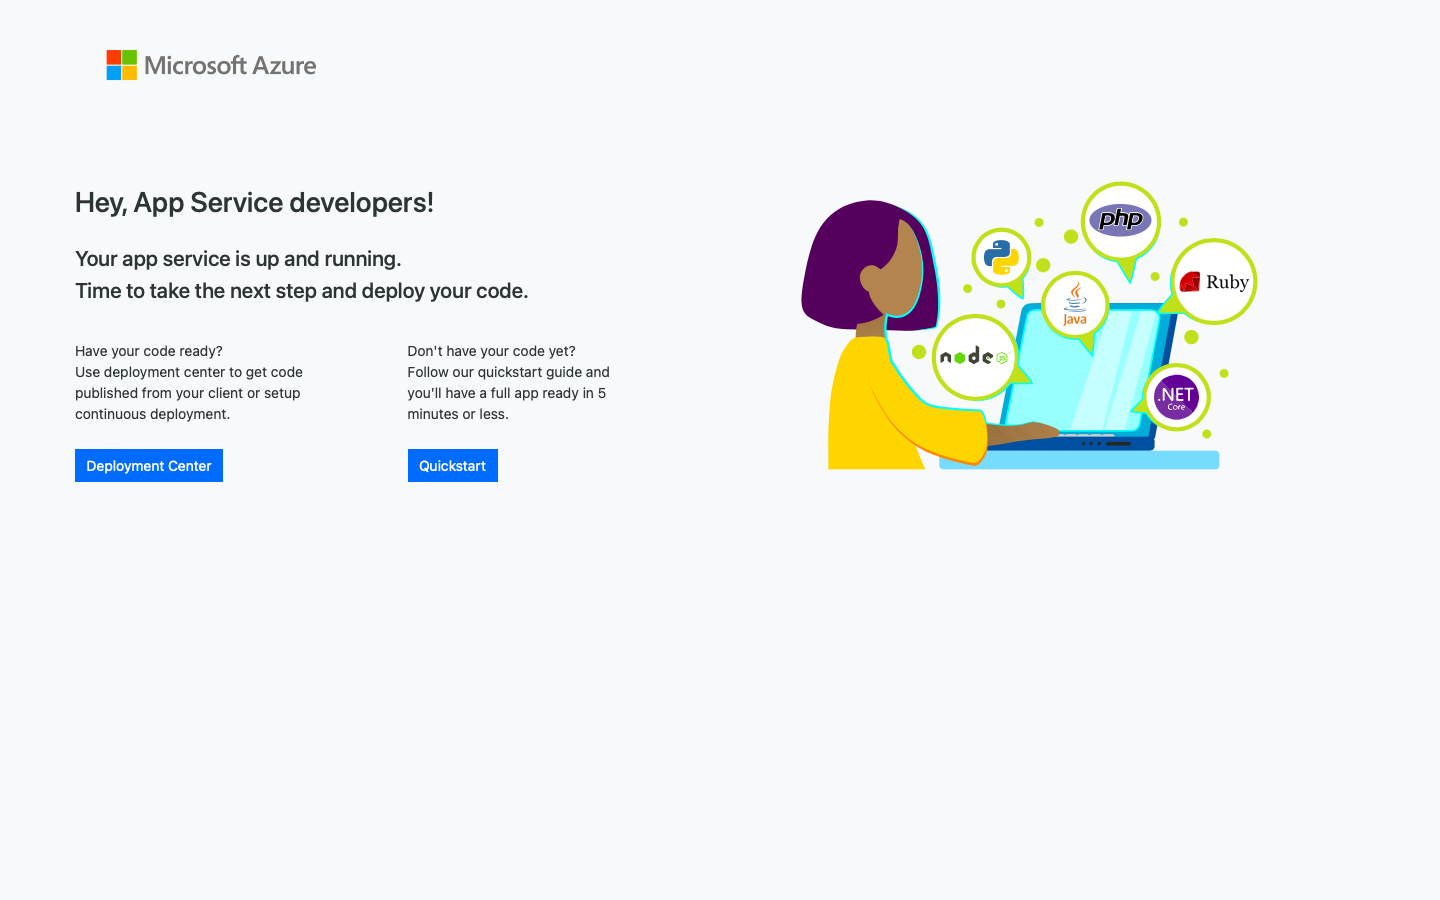 Microsoft Azure
Hey, App Service developers!
Your app service is up and running.
Time to take the next step and deploy your code.
Have your code ready?
Use deployment center to get code
published from your client or setup
continuous deployment.
Deployment Center
Don't have your code yet?
Follow our quickstart guide and
you'll have a full app ready in 5
minutes or less.
Quickstart
php
Ruby
Java
node
JS
.NET
Core